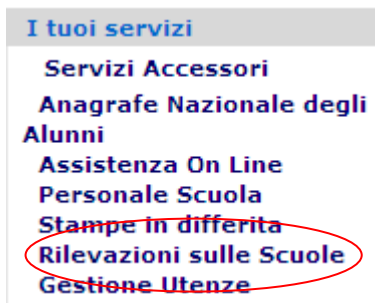 I tuoi servizi
Servizi Accessori
Anagrafe Nazionale degli
Alunni
Assistenza On Line
Personale Scuola
Stampe in differita
Rilevazioni sulle Scuole
Gestione Utenze